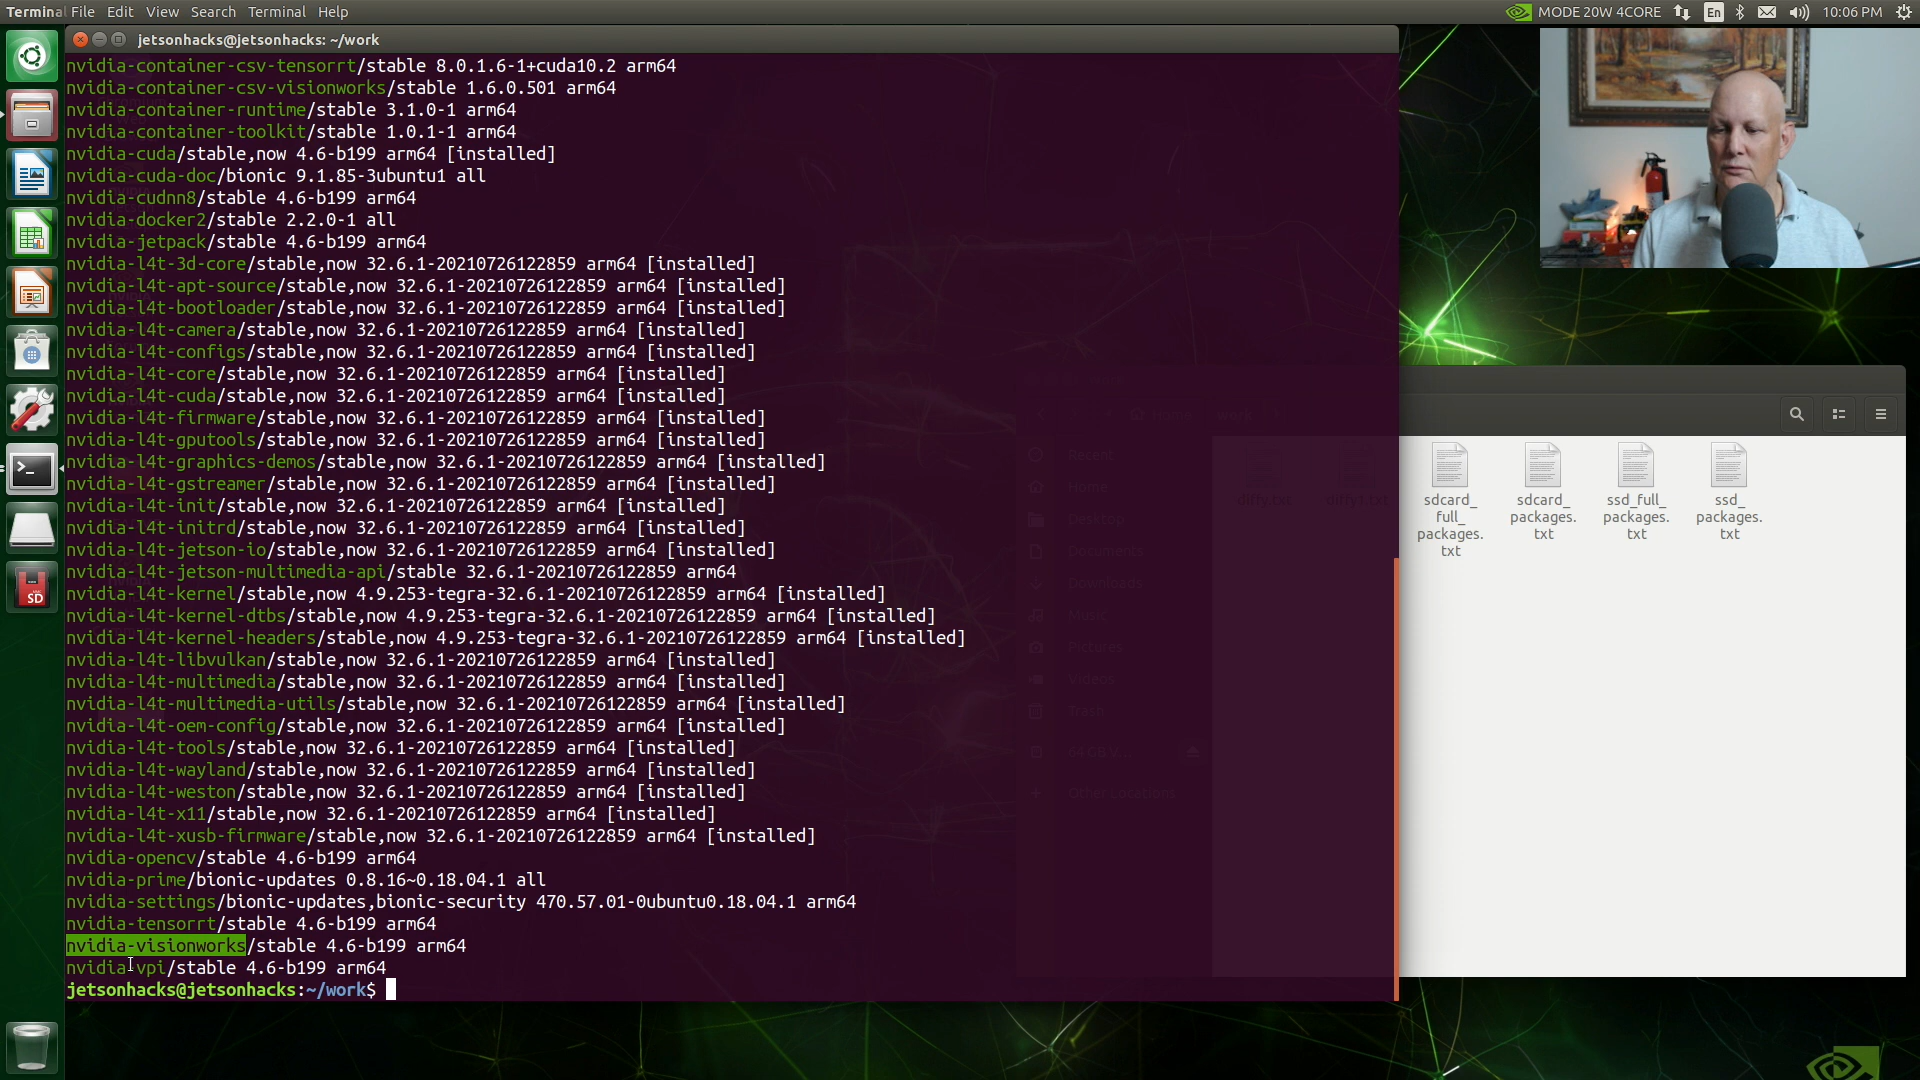 Terminal File Edit View Search Terminal Help
MODE 20W 4CORE En 10:06 PM
jetsonhacks@jetsonhacks: ~/work
nvidia-container-csv-tensorrt/stable 8.0.1.6-1+cuda10.2 arm64
nvidia-container-csv-visionworks/stable 1.6.0.501 arm64
nvidia-container-runtime/stable 3.1.0-1 arm64
nvidia-container-toolkit/stable 1.0.1-1 arm64
nvidia-cuda/stable,now 4.6-b199 arm64 [installed]
nvidia-cuda-doc/bionic 9.1.85-3ubuntu1 all
nvidia-cudnn8/stable 4.6-b199 arm64
nvidia-docker2/stable 2.2.0-1 all
nvidia-jetpack/stable 4.6-b199 arm64
nvidia-l4t-3d-core/stable,now 32.6.1-20210726122859 arm64 [installed]
nvidia-l4t-apt-source/stable,now 32.6.1-20210726122859 arm64 [installed]
nvidia-l4t-bootloader/stable,now 32.6.1-20210726122859 arm64 [installed]
nvidia-l4t-camera/stable,now 32.6.1-20210726122859 arm64 [installed]
nvidia-l4t-configs/stable,now 32.6.1-20210726122859 arm64 [installed]
nvidia-l4t-core/stable,now 32.6.1-20210726122859 arm64 [installed]
nvidia-l4t-cuda/stable,now 32.6.1-20210726122859 arm64 [installed]
nvidia-l4t-firmware/stable,now 32.6.1-20210726122859 arm64 [installed]
nvidia-l4t-gputools/stable,now 32.6.1-20210726122859 arm64 [installed]
nvidia-l4t-graphics-demos/stable,now 32.6.1-20210726122859 arm64 [installed]
nvidia-l4t-gstreamer/stable,now 32.6.1-20210726122859 arm64 [installed]
nvidia-l4t-init/stable,now 32.6.1-20210726122859 arm64 [installed]
nvidia-l4t-initrd/stable,now 32.6.1-20210726122859 arm64 [installed]
nvidia-l4t-jetson-io/stable,now 32.6.1-20210726122859 arm64 [installed]
nvidia-l4t-jetson-multimedia-api/stable 32.6.1-20210726122859 arm64
nvidia-l4t-kernel/stable,now 4.9.253-tegra-32.6.1-20210726122859 arm64 [installed]
nvidia-l4t-kernel-dtbs/stable,now 4.9.253-tegra-32.6.1-20210726122859 arm64 [installed]
nvidia-l4t-kernel-headers/stable,now 4.9.253-tegra-32.6.1-20210726122859 arm64 [installed]
nvidia-l4t-libvulkan/stable,now 32.6.1-20210726122859 arm64 [installed]
nvidia-l4t-multimedia/stable,now 32.6.1-20210726122859 arm64 [installed]
nvidia-l4t-multimedia-utils/stable,now 32.6.1-20210726122859 arm64 [installed]
nvidia-l4t-oem-config/stable,now 32.6.1-20210726122859 arm64 [installed]
nvidia-l4t-tools/stable,now 32.6.1-20210726122859 arm64 [installed]
nvidia-l4t-wayland/stable,now 32.6.1-20210726122859 arm64 [installed]
nvidia-l4t-weston/stable,now 32.6.1-20210726122859 arm64 [installed]
nvidia-l4t-x11/stable,now 32.6.1-20210726122859 arm64 [installed]
nvidia-l4t-xusb-firmware/stable,now 32.6.1-20210726122859 arm64 [installed]
nvidia-opencv/stable 4.6-b199 arm64
nvidia-prime/bionic-updates 0.8.16~0.18.04.1 all
nvidia-settings/bionic-updates,bionic-security 470.57.01-0ubuntu0.18.04.1 arm64
nvidia-tensorrt/stable 4.6-b199 arm64
nvidia-visionworks/stable 4.6-b199 arm64
nvidia-vpi/stable 4.6-b199 arm64
jetsonhacks@jetsonhacks:~/work$
Recent
Home
Desktop
Documents
Downloads
Music
Pictures
Videos
Trash
Other Locations
sdcard_
full_
packages.
txt
sdcard_
packages.
txt
ssd_full_
packages.
txt
ssd_
packages.
txt
SD